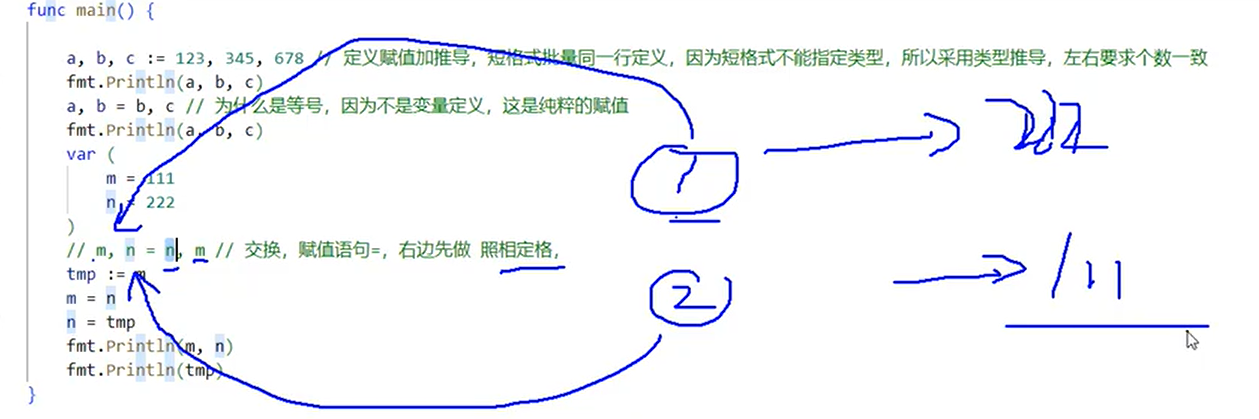 func main() {
a, b, c := 123, 345, 678 // 定义赋值加推导，短格式批量同一行定义，因为短格式不能指定类型，所以采用类型推导，左右要求个数一致
fmt.Println(a, b, c)
a, b = b, c // 为什么是等号，因为不是变量定义，这是纯粹的赋值
fmt.Println(a, b, c)
var (
m = 111
n = 222
)
// m, n = n, m // 交换，赋值语句=，右边先做 照相定格，
tmp := m
m = n
n = tmp
fmt.Println(m, n)
fmt.Println(tmp)
}
1
222
2
111